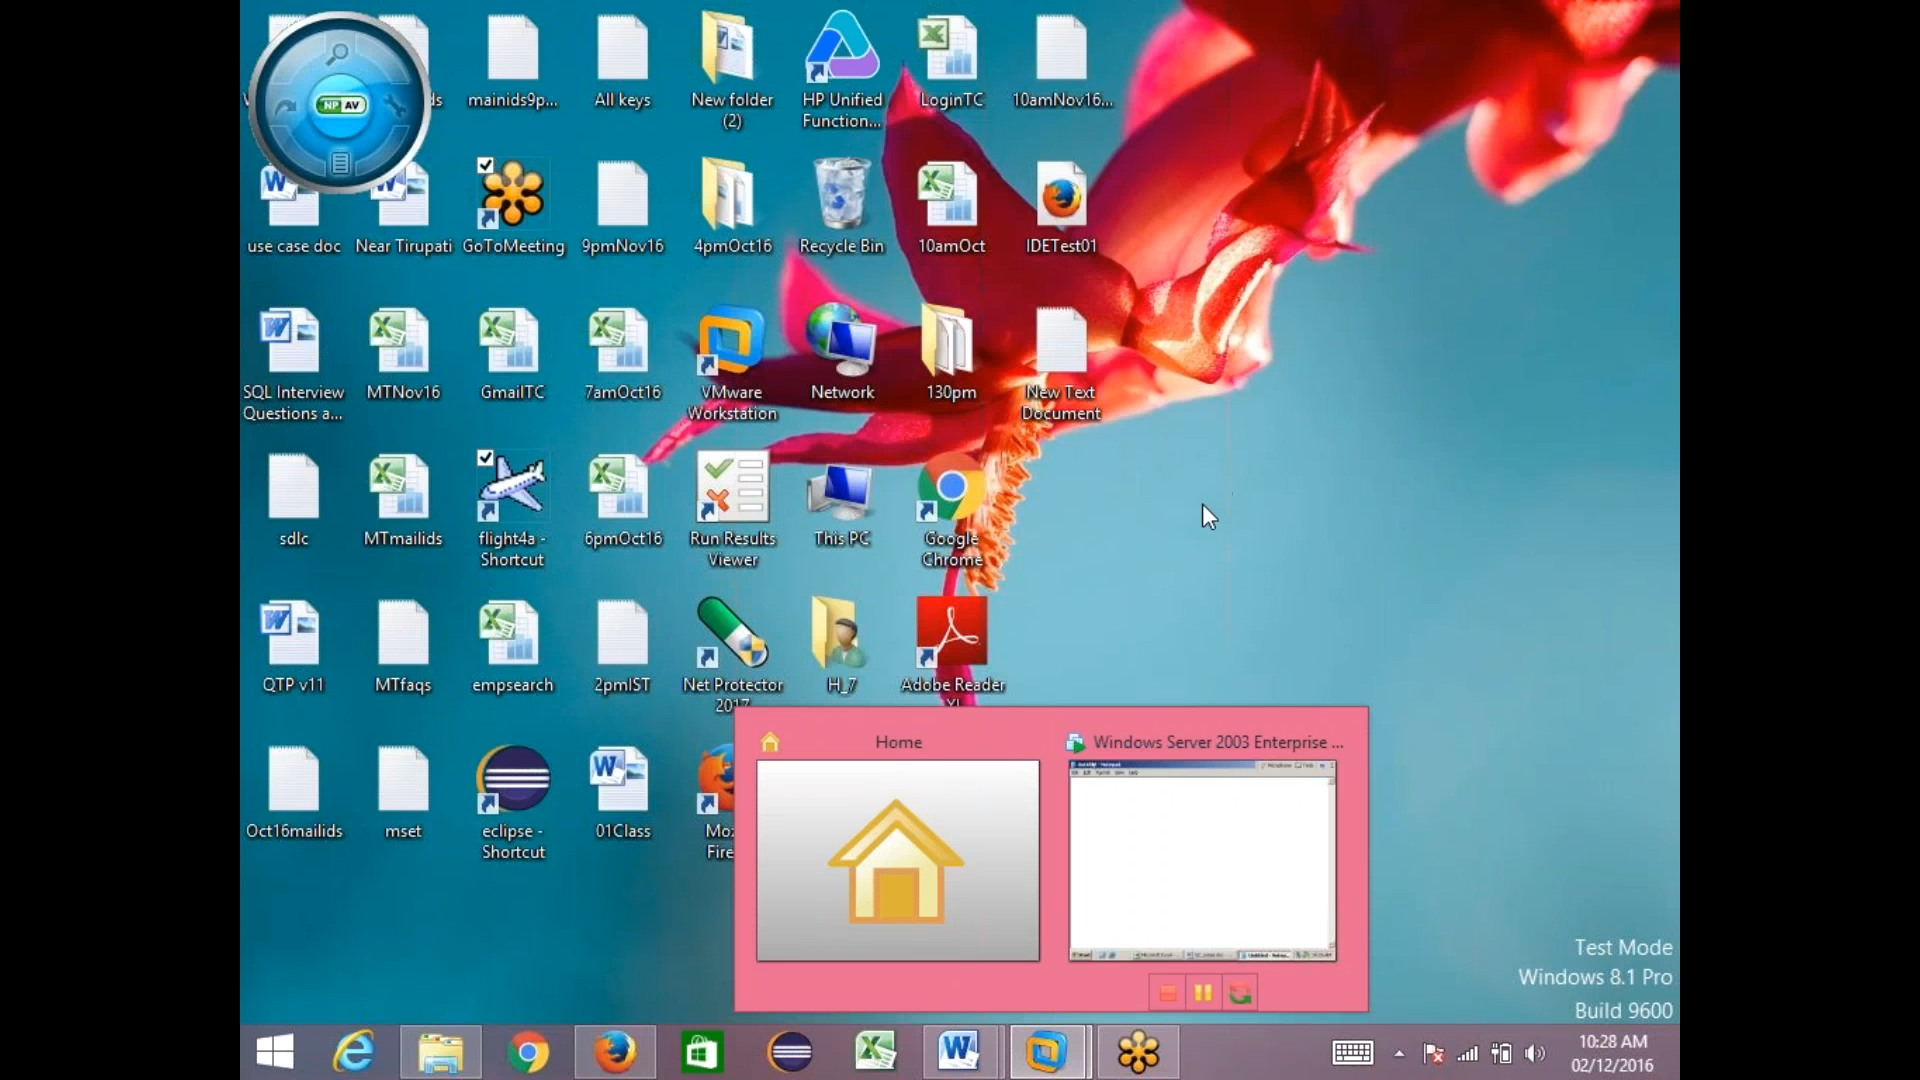 NP AV
mainids9p...
All keys
New folder
(2)
HP Unified
Function...
LoginTC
10amNov16...
use case doc
Near Tirupati
GoToMeeting
9pmNov16
4pmOct16
Recycle Bin
10amOct
IDETest01
SQL Interview
Questions a...
MTNov16
GmailTC
7amOct16
VMware
Workstation
Network
130pm
New Text
Document
sdlc
MTmailids
flight4a -
Shortcut
6pmOct16
Run Results
Viewer
This PC
Google
Chrome
QTP v11
MTfaqs
empsearch
2pmIST
Net Protector
2017
H_7
Adobe Reader
XI
Oct16mailids
mset
eclipse -
Shortcut
01Class
Home
Windows Server 2003 Enterprise ...
Test Mode
Windows 8.1 Pro
Build 9600
10:28 AM
02/12/2016